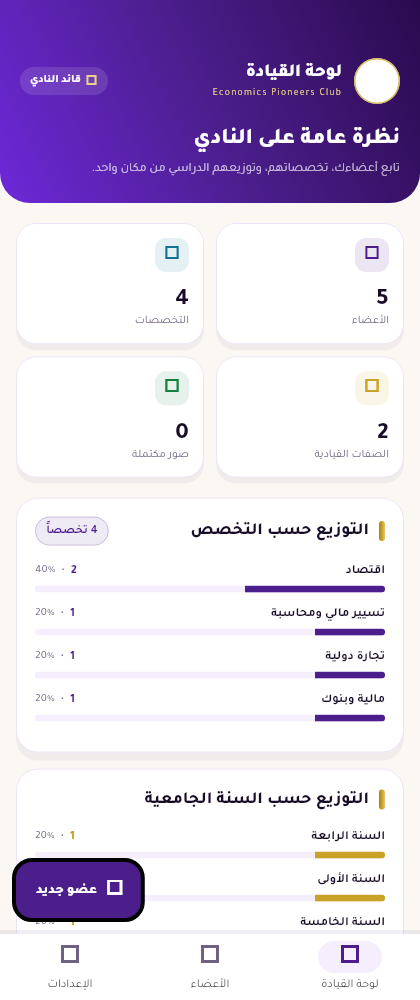 لوحة القيادة
Economics Pioneers Club
قائد النادي
نظرة عامة على النادي
تابع أعضاءك، تخصصاتهم، وتوزيعهم الدراسي من مكان واحد.
5
الأعضاء
4
التخصصات
2
الصفات القيادية
0
صور مكتملة
التوزيع حسب التخصص
4 تخصصاً
اقتصاد
2 · 40%
تسيير مالي ومحاسبة
1 · 20%
تجارة دولية
1 · 20%
مالية وبنوك
1 · 20%
التوزيع حسب السنة الجامعية
السنة الرابعة
1 · 20%
السنة الأولى
السنة الخامسة
عضو جديد
لوحة القيادة
الأعضاء
الإعدادات